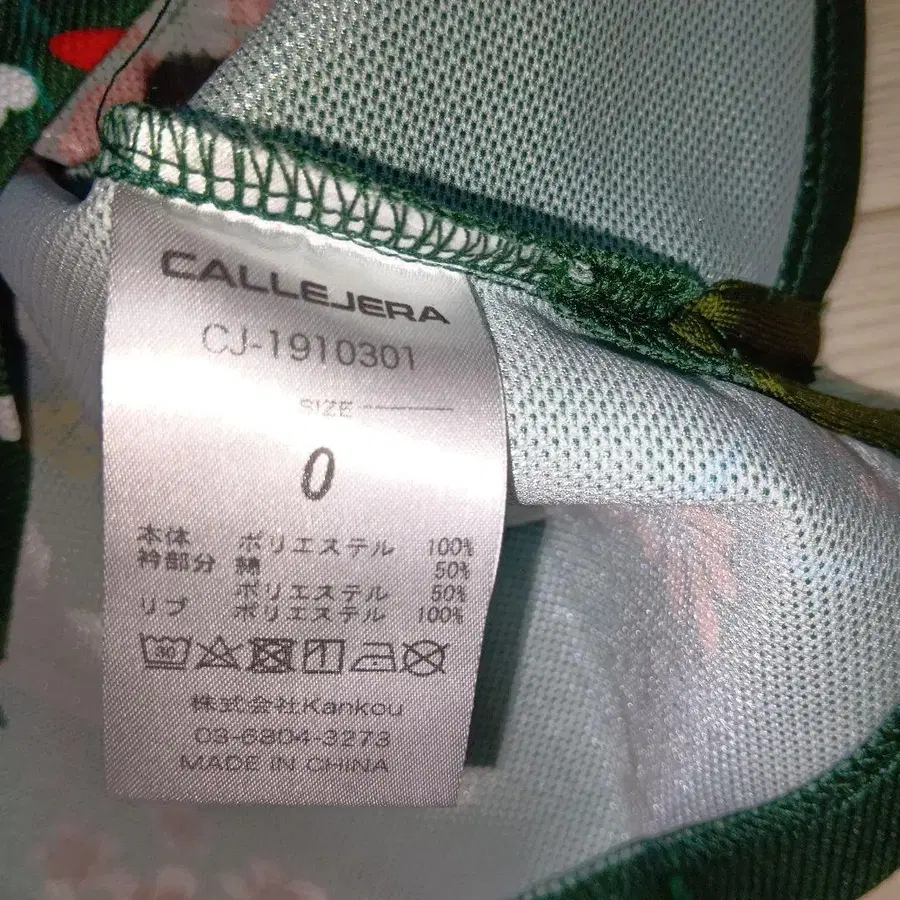 CALLEJERA
CJ-1910301
SIZE
0
本体 ポリエステル 100%
衿部分 綿 50%
ポリエステル 50%
リブ ポリエステル 100%
株式会社Kankou
03-6804-3273
MADE IN CHINA